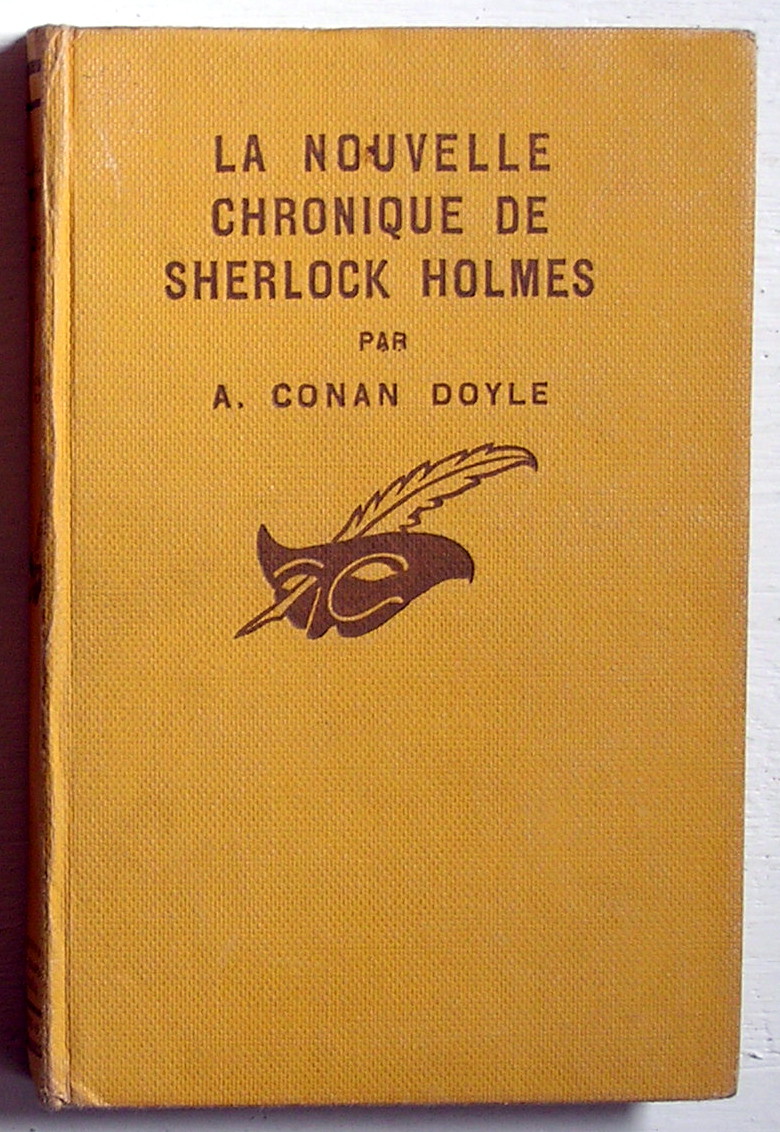 LA NOUVELLE
CHRONIQUE DE
SHERLOCK HOLMES
PAR
A. CONAN DOYLE